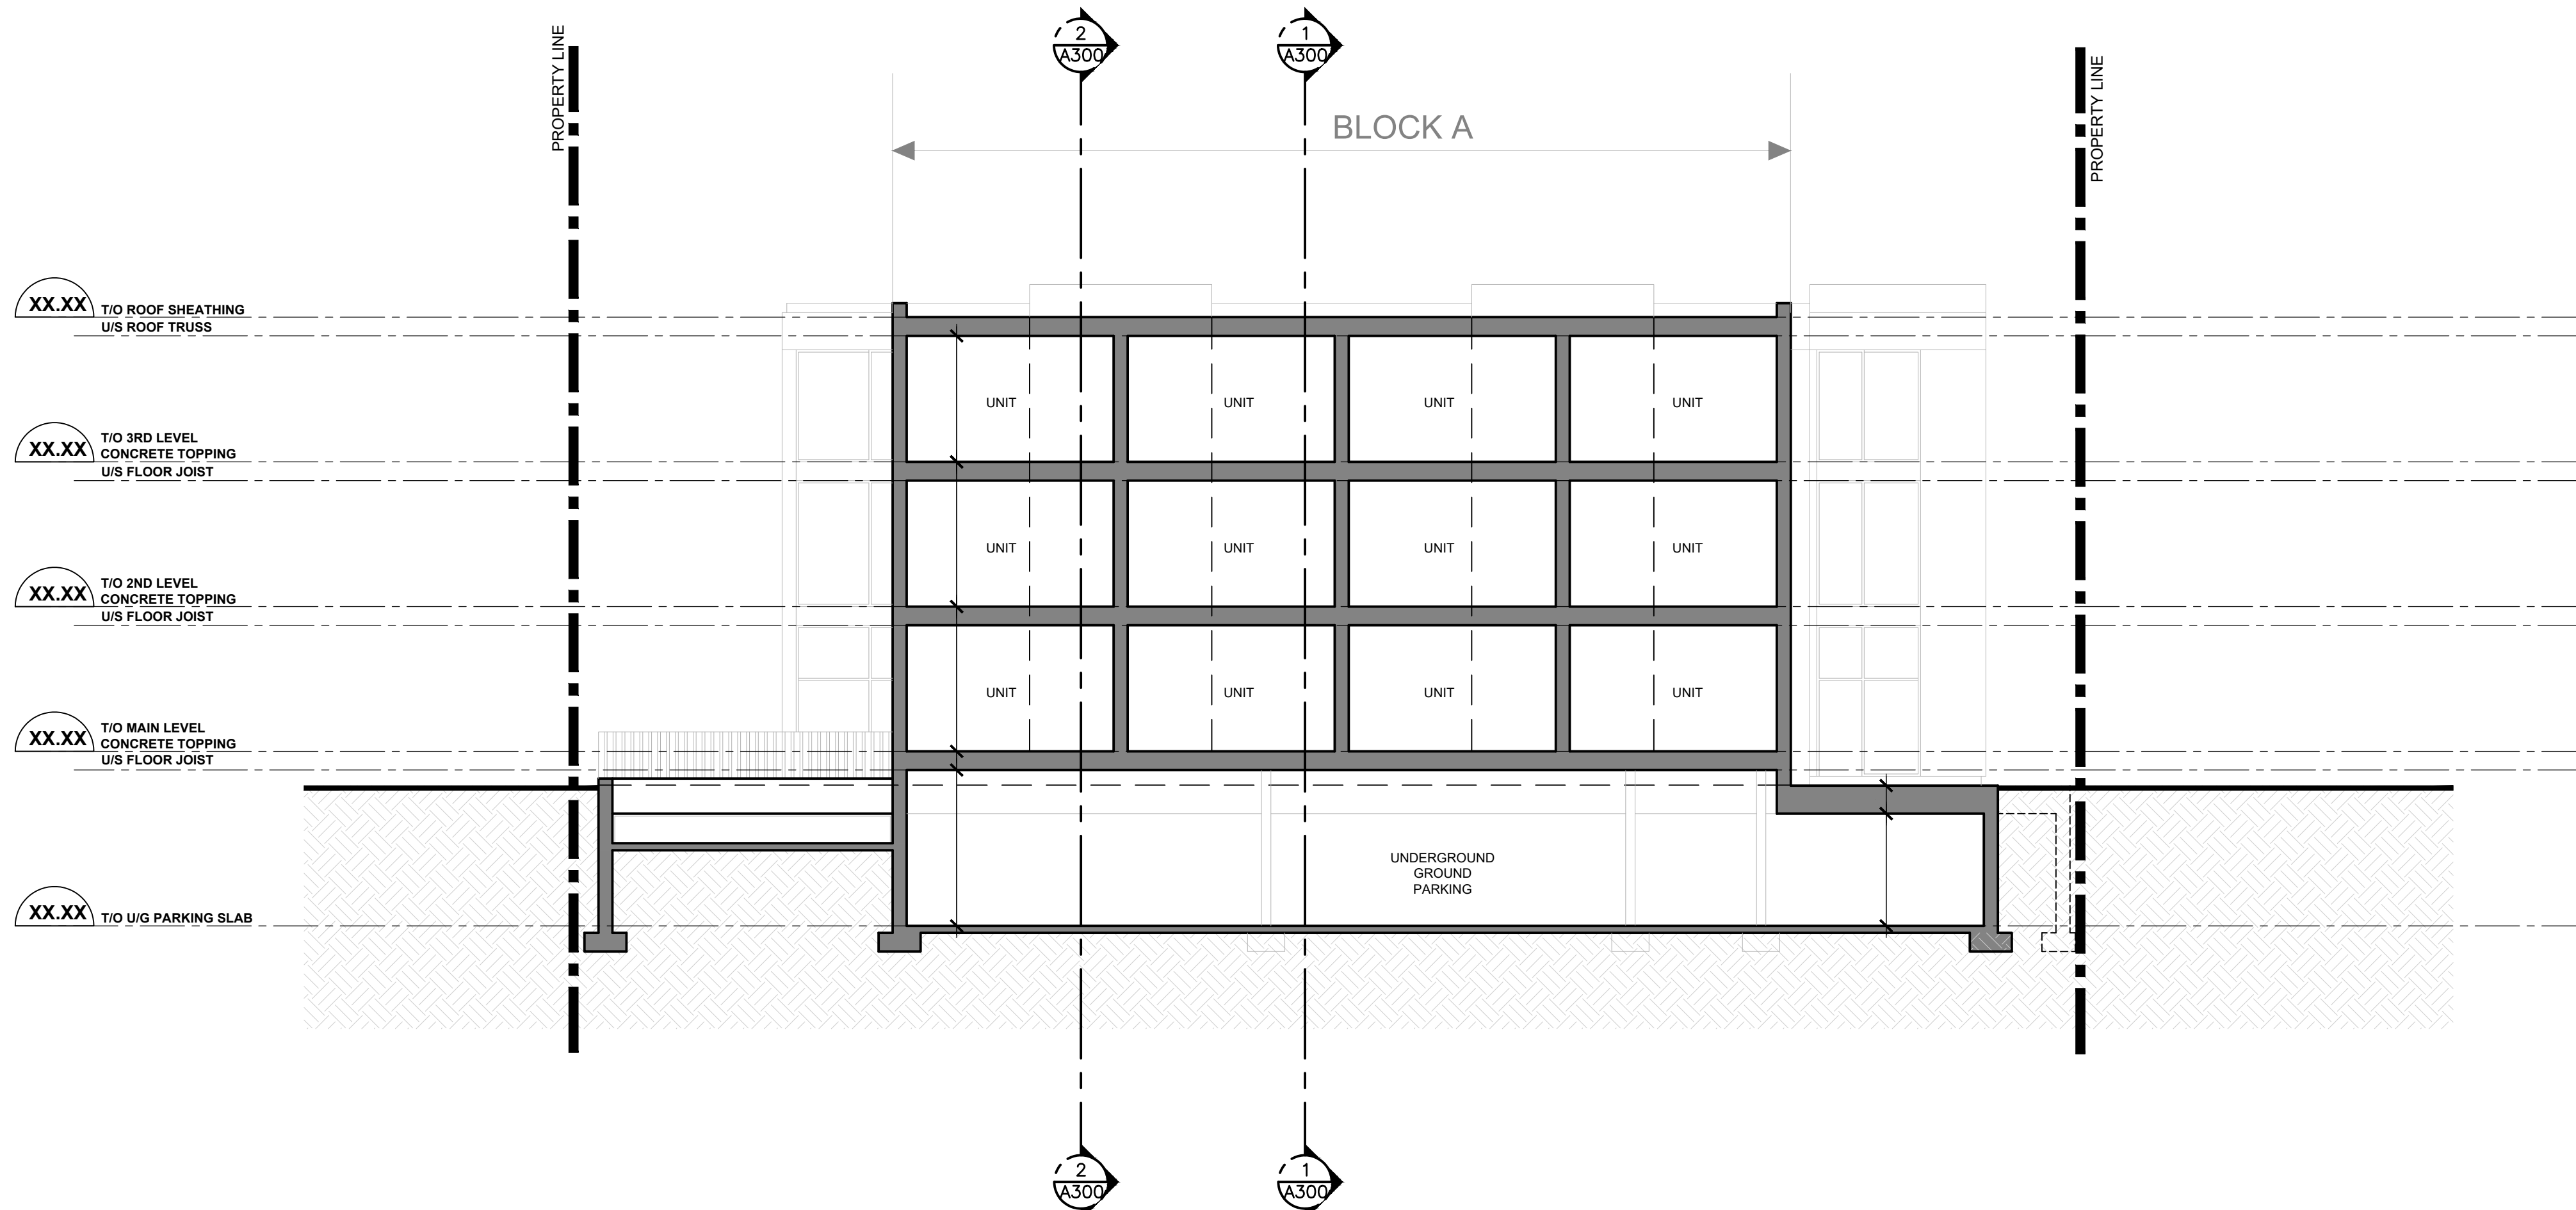 2
A300
1
A300
PROPERTY LINE
PROPERTY LINE
BLOCK A
XX.XX
T/O ROOF SHEATHING
U/S ROOF TRUSS
UNIT
UNIT
UNIT
UNIT
XX.XX
T/O 3RD LEVEL
CONCRETE TOPPING
U/S FLOOR JOIST
UNIT
UNIT
UNIT
UNIT
XX.XX
T/O 2ND LEVEL
CONCRETE TOPPING
U/S FLOOR JOIST
UNIT
UNIT
UNIT
UNIT
XX.XX
T/O MAIN LEVEL
CONCRETE TOPPING
U/S FLOOR JOIST
UNDERGROUND
GROUND
PARKING
XX.XX
T/O U/G PARKING SLAB
2
A300
1
A300